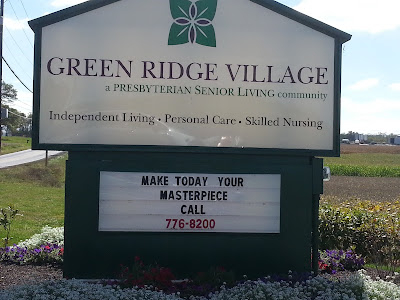 GREEN RIDGE VILLAGE
a PRESBYTERIAN SENIOR LIVING community
Independent Living • Personal Care • Skilled Nursing
MAKE TODAY YOUR
MASTERPIECE
CALL
776-8200